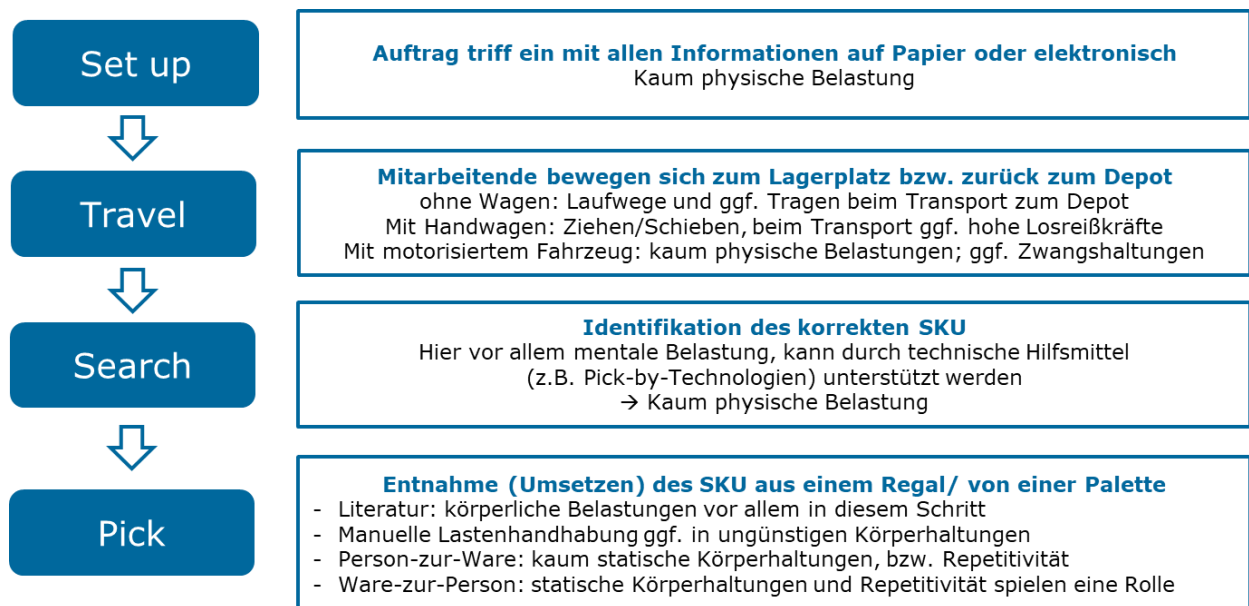 Set up
Auftrag triff ein mit allen Informationen auf Papier oder elektronisch
Kaum physische Belastung
Travel
Mitarbeitende bewegen sich zum Lagerplatz bzw. zurück zum Depot
ohne Wagen: Laufwege und ggf. Tragen beim Transport zum Depot
Mit Handwagen: Ziehen/Schieben, beim Transport ggf. hohe Losreißkräfte
Mit motorisiertem Fahrzeug: kaum physische Belastungen; ggf. Zwangshaltungen
Search
Identifikation des korrekten SKU
Hier vor allem mentale Belastung, kann durch technische Hilfsmittel
(z.B. Pick-by-Technologien) unterstützt werden
→ Kaum physische Belastung
Pick
Entnahme (Umsetzen) des SKU aus einem Regal/ von einer Palette
- Literatur: körperliche Belastungen vor allem in diesem Schritt
- Manuelle Lastenhandhabung ggf. in ungünstigen Körperhaltungen
- Person-zur-Ware: kaum statische Körperhaltungen, bzw. Repetitivität
- Ware-zur-Person: statische Körperhaltungen und Repetitivität spielen eine Rolle